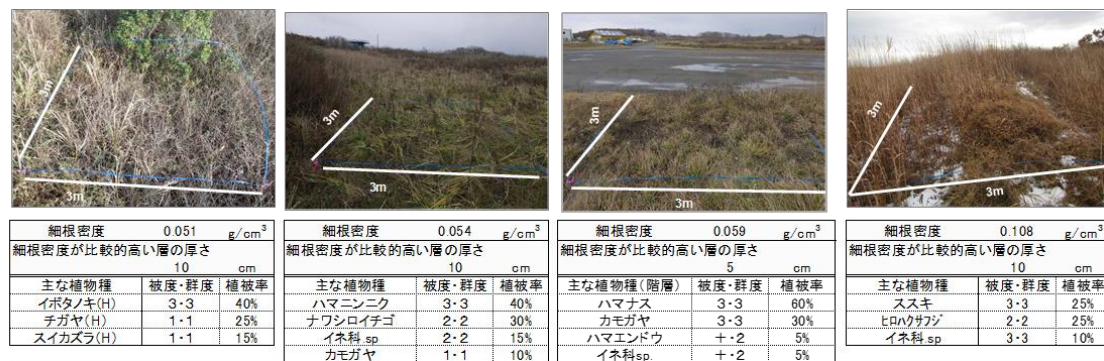 3m
3m
3m
3m
3m
3m
3m
3m
細根密度 0.051 g/cm³
細根密度が比較的高い層の厚さ
10 cm
主な植物種 被度・群度 植被率
イボタノキ(H) 3・3 40%
チガヤ(H) 1・1 25%
スイカズラ(H) 1・1 15%
細根密度 0.054 g/cm³
細根密度が比較的高い層の厚さ
10 cm
主な植物種 被度・群度 植被率
ハマニンニク 3・3 40%
ナワシロイチゴ 2・2 30%
イネ科.sp 2・2 15%
カモガヤ 1・1 10%
細根密度 0.059 g/cm³
細根密度が比較的高い層の厚さ
5 cm
主な植物種(階層) 被度・群度 植被率
ハマナス 3・3 60%
カモガヤ 3・3 30%
ハマエンドウ +・2 5%
イネ科sp. +・2 5%
細根密度 0.108 g/cm³
細根密度が比較的高い層の厚さ
10 cm
主な植物種 被度・群度 植被率
ススキ 3・3 25%
ﾋﾛﾊｸｻﾌｼﾞ 2・2 25%
イネ科.sp 3・3 10%